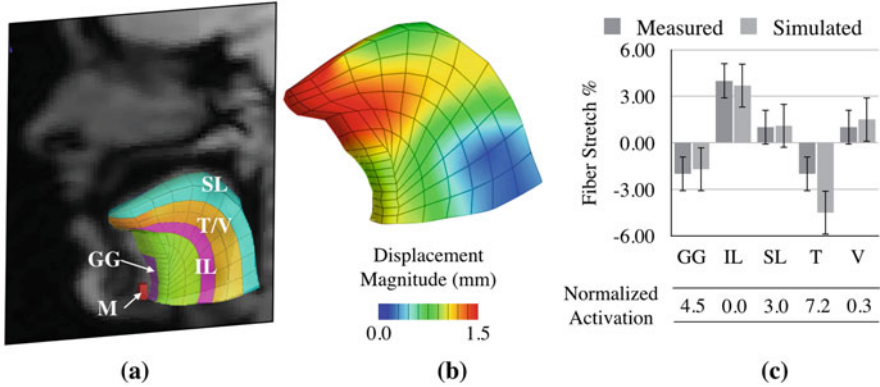 SL
T/V
GG
IL
M
(a)
Displacement
Magnitude (mm)
0.0 1.5
(b)
Measured Simulated
Fiber Stretch %
6.00
3.00
0.00
-3.00
-6.00
GG IL SL T V
Normalized
Activation
4.5 0.0 3.0 7.2 0.3
(c)